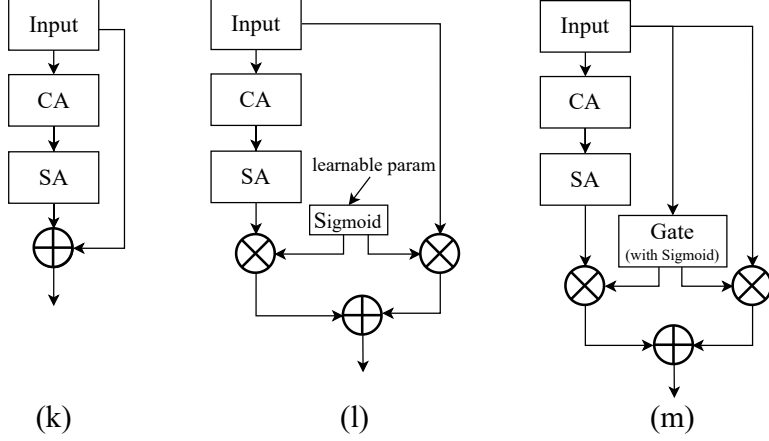 Input
CA
SA
(k)
Input
CA
SA
learnable param
Sigmoid
(l)
Input
CA
SA
Gate
(with Sigmoid)
(m)